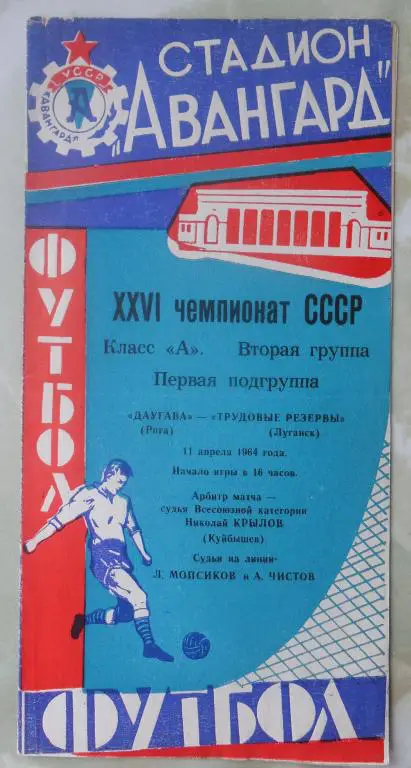 УССР
А
"АВАНГАРД"
СТАДИОН
„АВАНГАРД"
ФУТБОЛ
XXVI чемпионат СССР
Класс «А». Вторая группа
Первая подгруппа
«ДАУГАВА» — «ТРУДОВЫЕ РЕЗЕРВЫ»
(Рига) (Луганск)
11 апреля 1964 года.
Начало игры в 16 часов.
Арбитр матча —
судья Всесоюзной категории
Николай КРЫЛОВ
(Куйбышев)
Судьи на линии-
Л. МОПСИКОВ и А. ЧИСТОВ
ФУТБОЛ